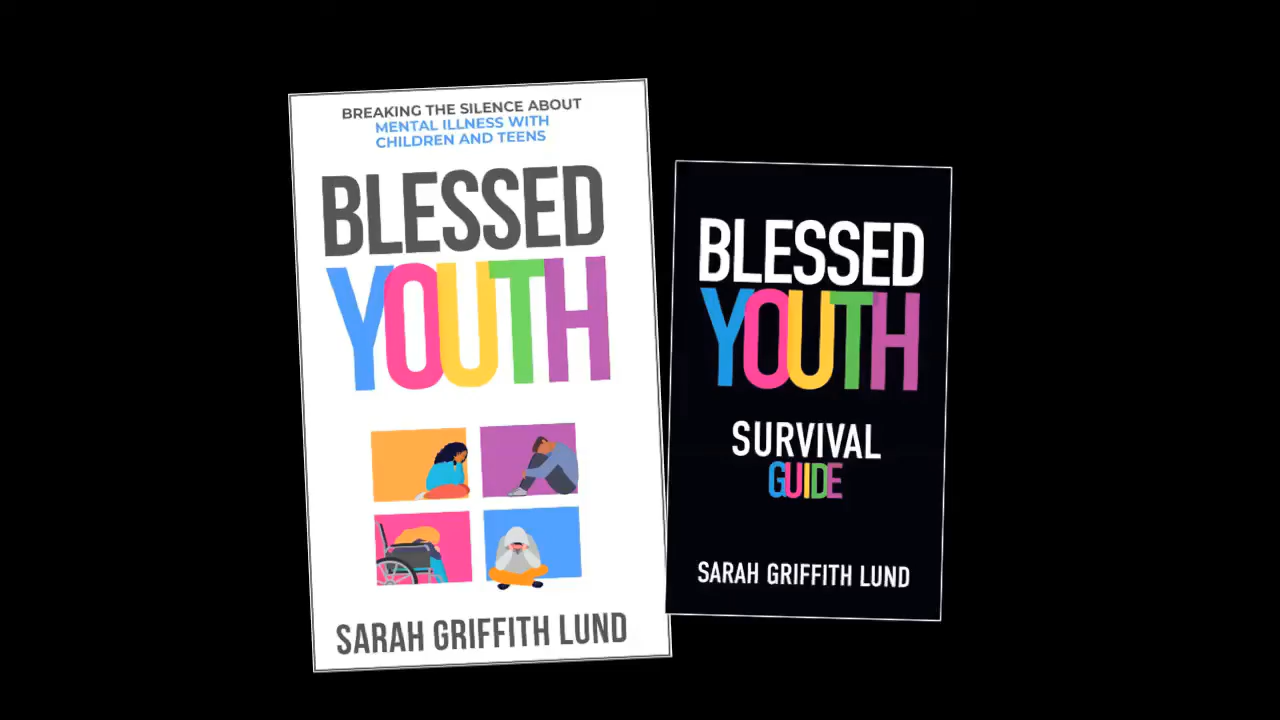 BREAKING THE SILENCE ABOUT
MENTAL ILLNESS WITH
CHILDREN AND TEENS
BLESSED
YOUTH
SARAH GRIFFITH LUND
BLESSED
YOUTH
SURVIVAL
GUIDE
SARAH GRIFFITH LUND